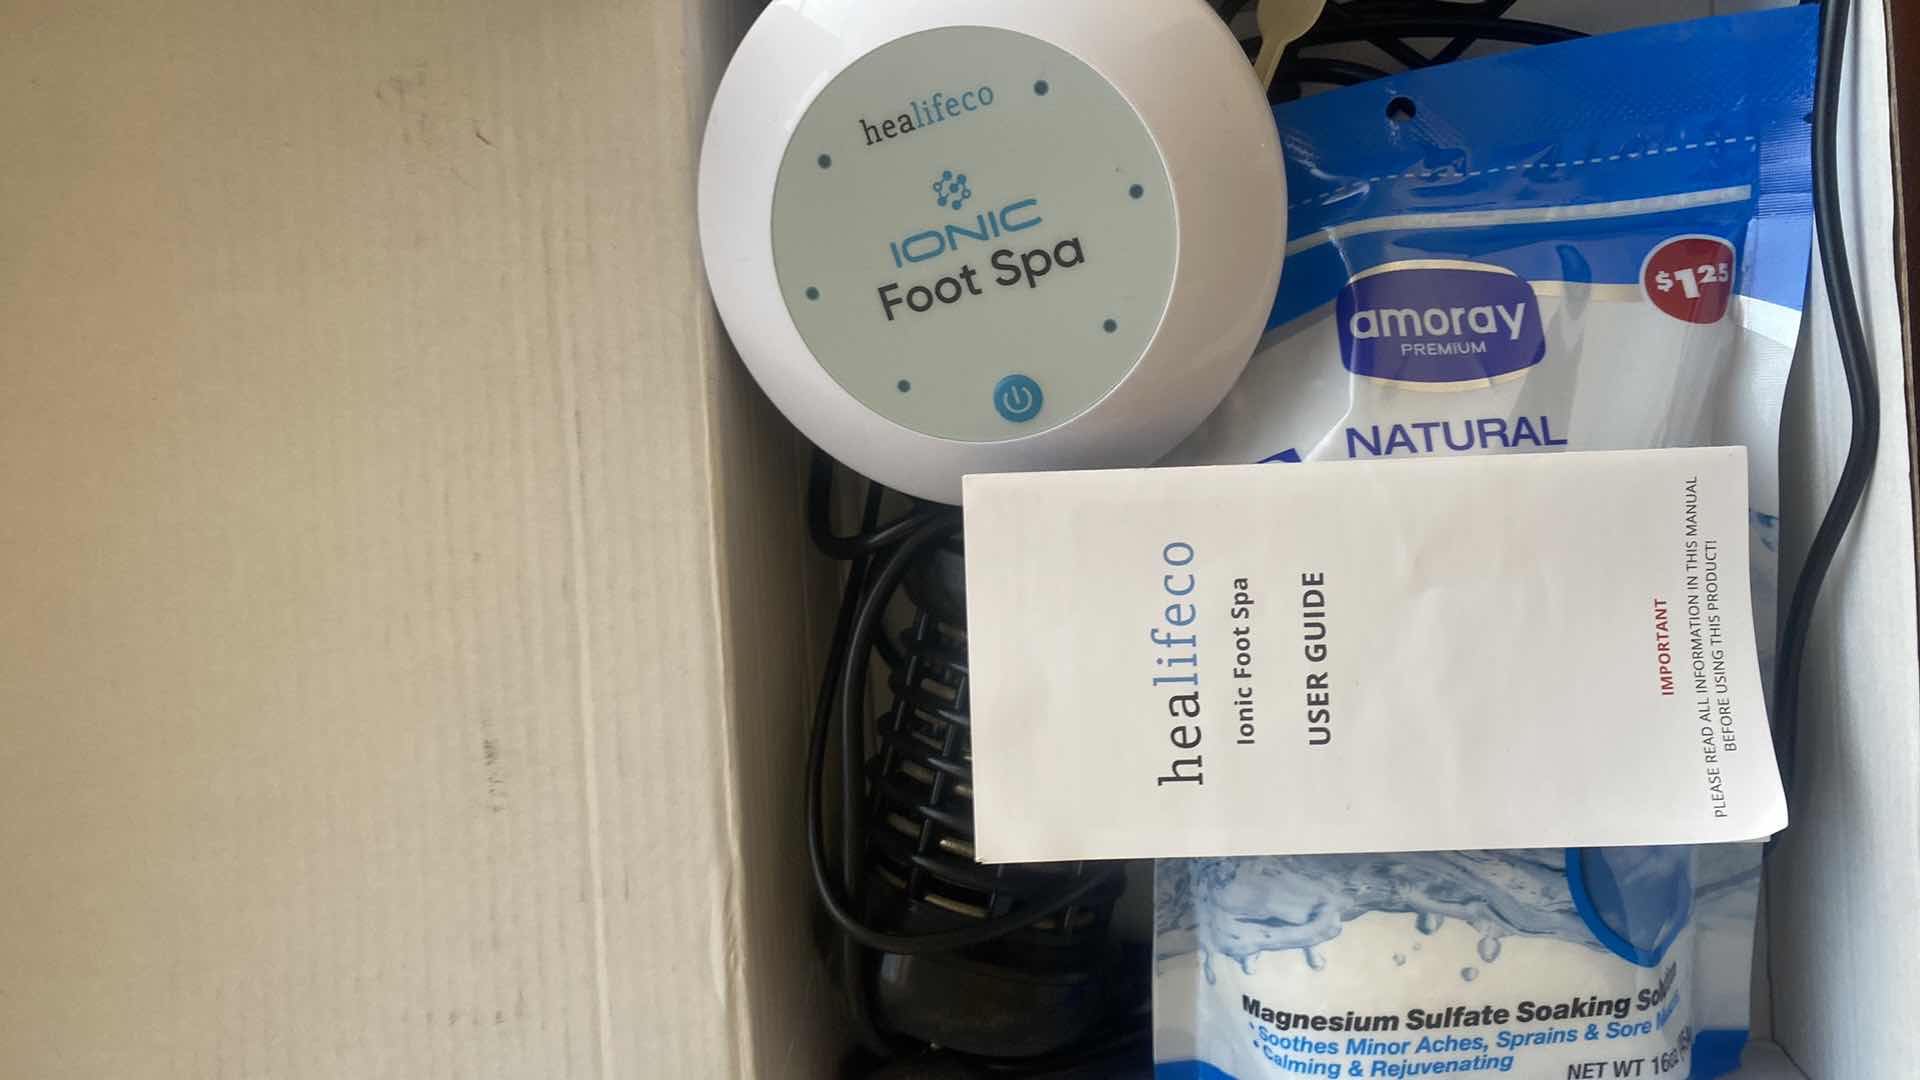 healifeco
IONIC
Foot Spa
$1.25
amoray
PREMIUM
NATURAL
healifeco
Ionic Foot Spa
USER GUIDE
IMPORTANT
PLEASE READ ALL INFORMATION IN THIS MANUAL
BEFORE USING THIS PRODUCT!
Magnesium Sulfate Soaking
• Soothes Minor Aches, Sprains & Sore
• Calming & Rejuvenating
NET WT 16oz